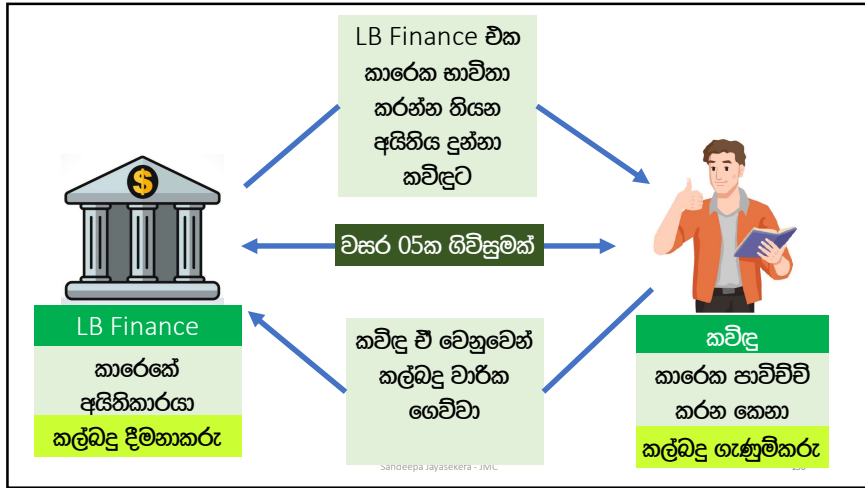 LB Finance එක
කාරෙක භාවිතා
කරන්න තියන
අයිතිය දුන්නා
කවිඳුට
වසර 05ක ගිවිසුමක්
LB Finance
කාරෙකේ
අයිතිකාරයා
කල්බදු දීමනාකරු
කවිඳු ඒ වෙනුවෙන්
කල්බදු වාරික
ගෙව්වා
කවිඳු
කාරෙක පාවිච්චි
කරන කෙනා
කල්බදු ගැණුම්කරු
Sandeepa Jayasekera - JMC